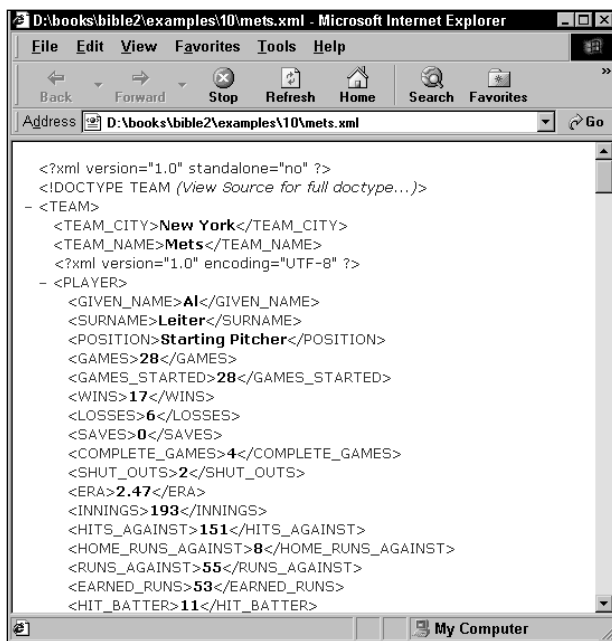 D:\books\bible2\examples\10\mets.xml - Microsoft Internet Explorer
File Edit View Favorites Tools Help
Back Forward Stop Refresh Home Search Favorites »
Address D:\books\bible2\examples\10\mets.xml Go
<?xml version="1.0" standalone="no" ?>
<!DOCTYPE TEAM (View Source for full doctype...)>
– <TEAM>
<TEAM_CITY>New York</TEAM_CITY>
<TEAM_NAME>Mets</TEAM_NAME>
<?xml version="1.0" encoding="UTF-8" ?>
– <PLAYER>
<GIVEN_NAME>Al</GIVEN_NAME>
<SURNAME>Leiter</SURNAME>
<POSITION>Starting Pitcher</POSITION>
<GAMES>28</GAMES>
<GAMES_STARTED>28</GAMES_STARTED>
<WINS>17</WINS>
<LOSSES>6</LOSSES>
<SAVES>0</SAVES>
<COMPLETE_GAMES>4</COMPLETE_GAMES>
<SHUT_OUTS>2</SHUT_OUTS>
<ERA>2.47</ERA>
<INNINGS>193</INNINGS>
<HITS_AGAINST>151</HITS_AGAINST>
<HOME_RUNS_AGAINST>8</HOME_RUNS_AGAINST>
<RUNS_AGAINST>55</RUNS_AGAINST>
<EARNED_RUNS>53</EARNED_RUNS>
<HIT_BATTER>11</HIT_BATTER>
My Computer